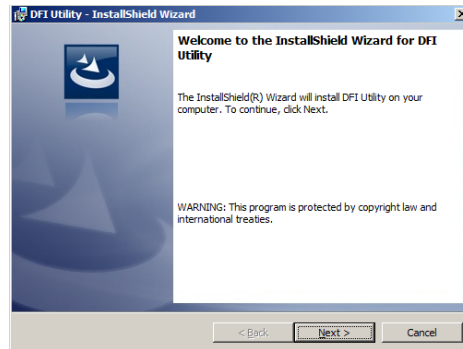 DFI Utility - InstallShield Wizard
Welcome to the InstallShield Wizard for DFI
Utility
The InstallShield(R) Wizard will install DFI Utility on your
computer. To continue, click Next.
WARNING: This program is protected by copyright law and
international treaties.
< Back
Next >
Cancel